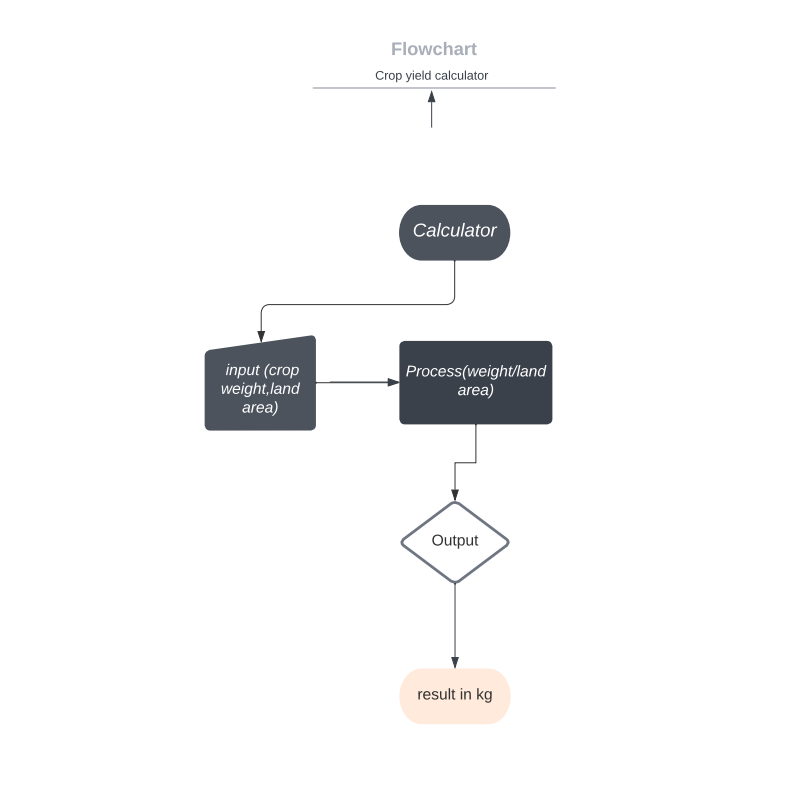 Flowchart
Crop yield calculator
Calculator
input (crop
weight,land
area)
Process(weight/land
area)
Output
result in kg